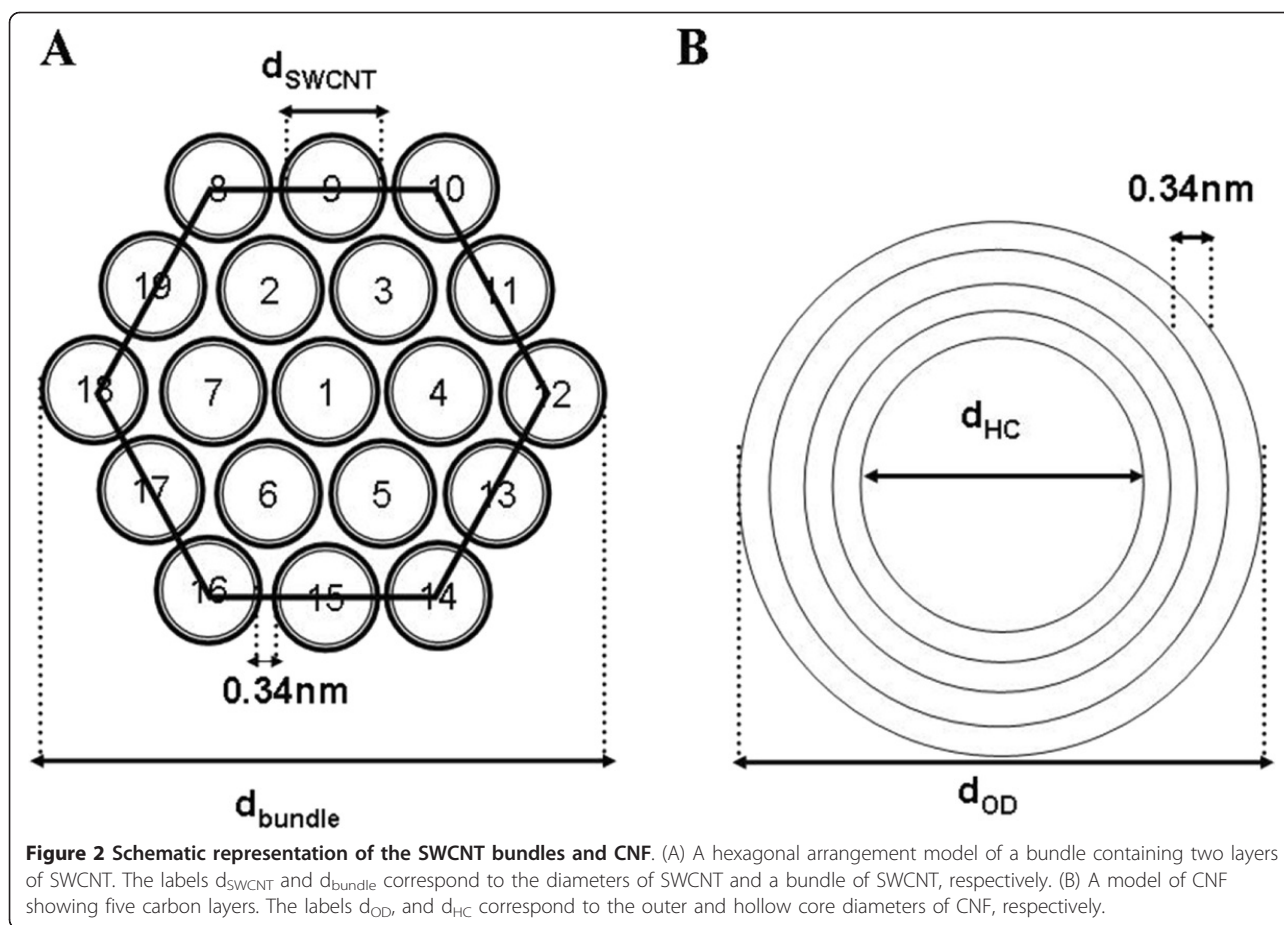 A
B
d_SWCNT
8 9 10
0.34nm
19 2 3 11
18 7 1 4 12
d_HC
17 6 5 13
16 15 14
0.34nm
d_bundle
d_OD
Figure 2 Schematic representation of the SWCNT bundles and CNF. (A) A hexagonal arrangement model of a bundle containing two layers
of SWCNT. The labels d_SWCNT and d_bundle correspond to the diameters of SWCNT and a bundle of SWCNT, respectively. (B) A model of CNF
showing five carbon layers. The labels d_OD, and d_HC correspond to the outer and hollow core diameters of CNF, respectively.